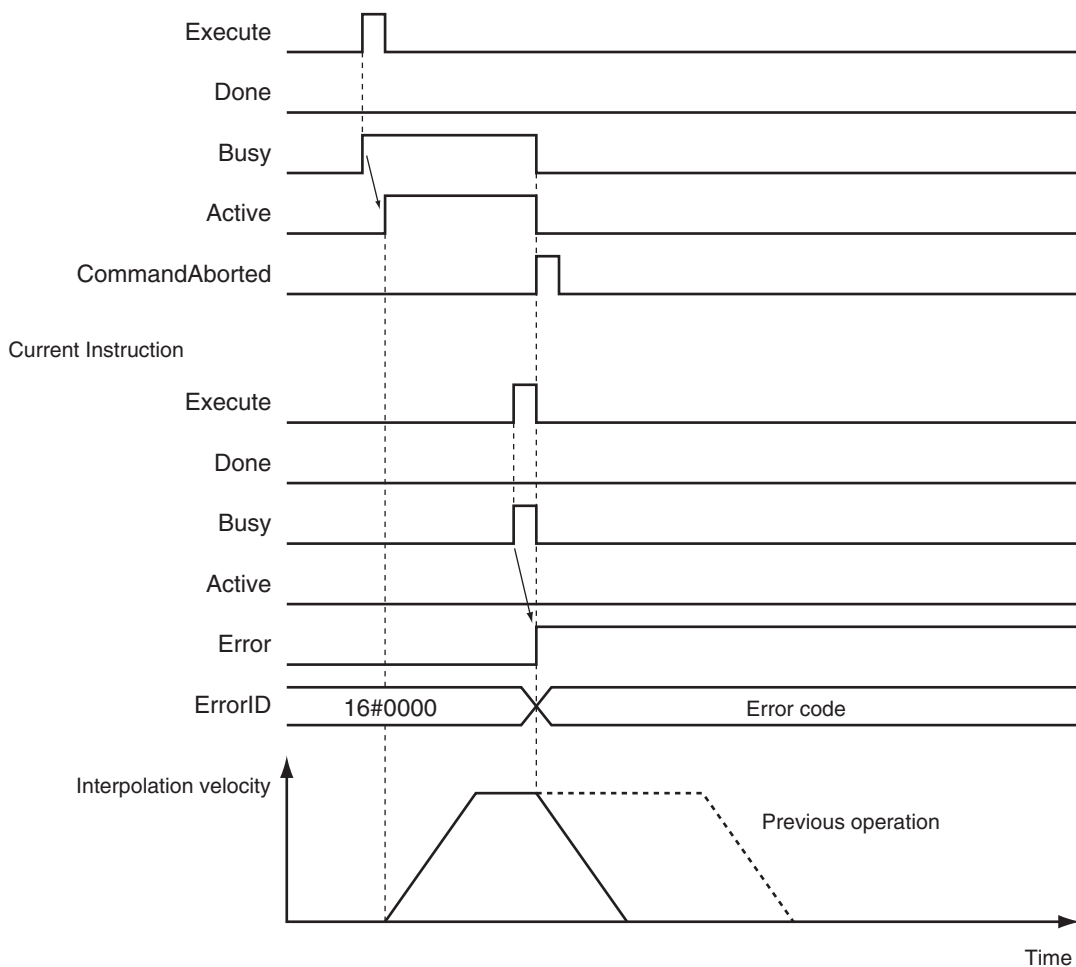 Execute
Done
Busy
Active
CommandAborted
Current Instruction
Execute
Done
Busy
Active
Error
ErrorID 16#0000 Error code
Interpolation velocity
Previous operation
Time